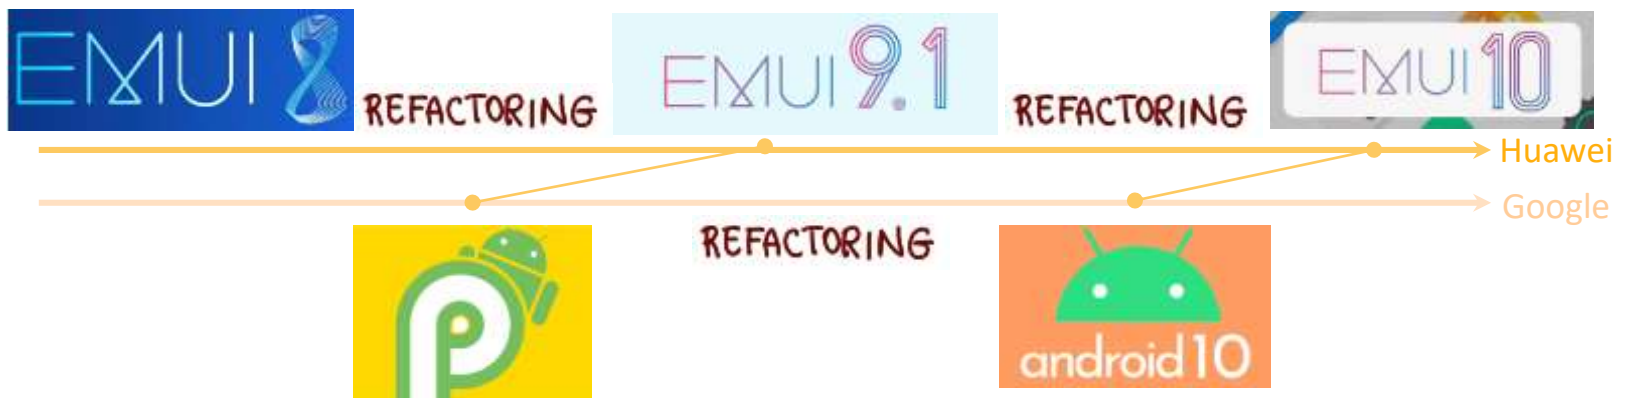 EMUI 8
REFACTORING
EMUI 9.1
REFACTORING
EMUI 10
Huawei
Google
REFACTORING
P
android 10